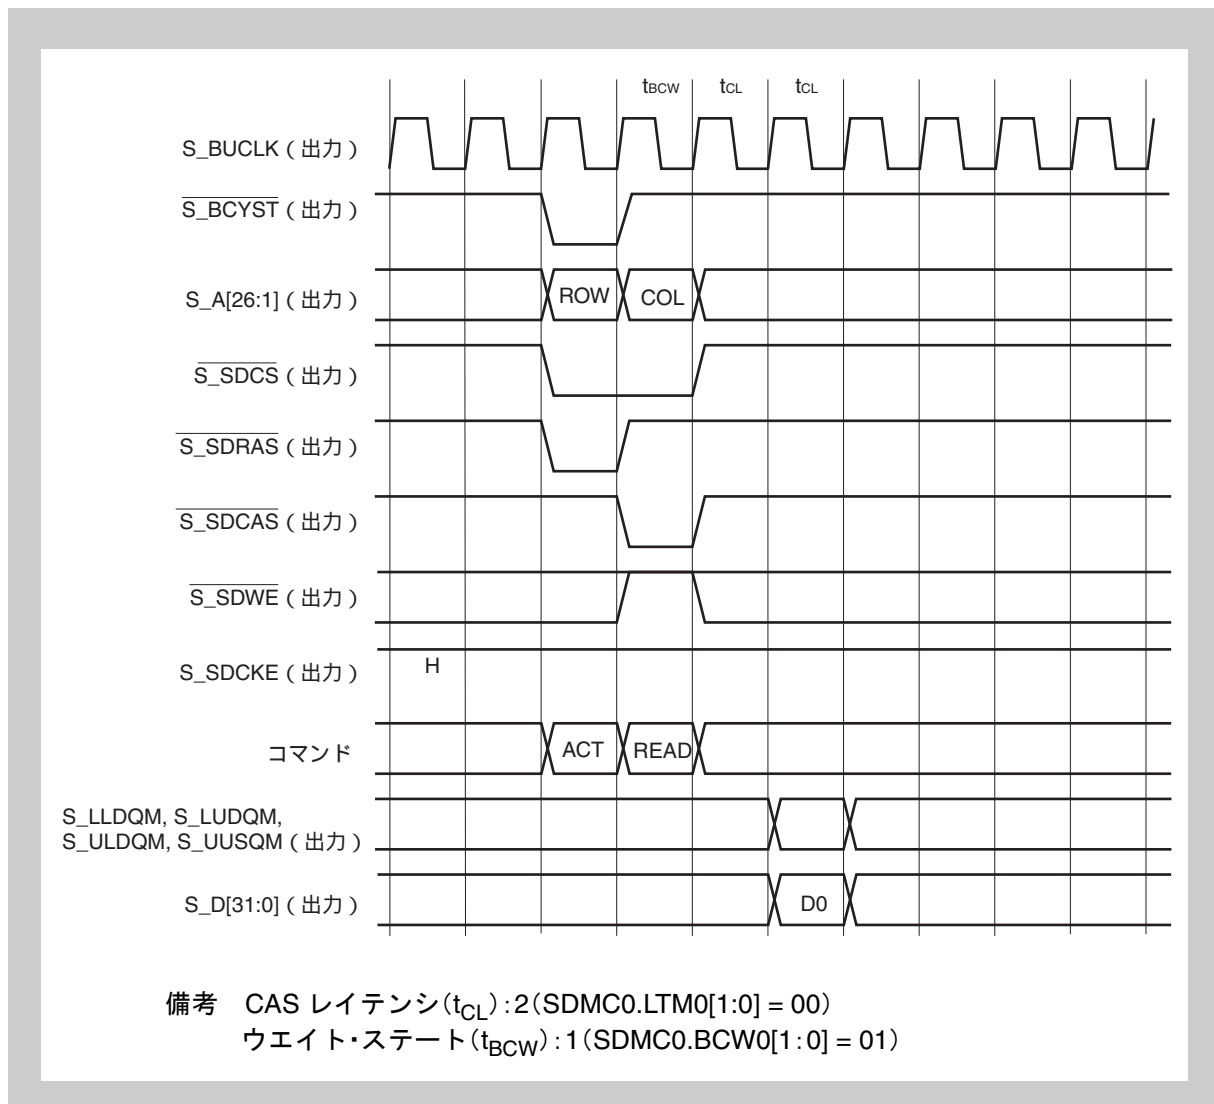 tBCW tCL tCL
S_BUCLK（出力）
S_BCYST（出力）
S_A[26:1]（出力） ROW COL
S_SDCS（出力）
S_SDRAS（出力）
S_SDCAS（出力）
S_SDWE（出力）
S_SDCKE（出力） H
コマンド ACT READ
S_LLDQM, S_LUDQM,
S_ULDQM, S_UUSQM（出力）
S_D[31:0]（出力） D0
備考 CAS レイテンシ（tCL）：2（SDMC0.LTM0[1:0] = 00）
ウエイト・ステート（tBCW）：1（SDMC0.BCW0[1:0] = 01）